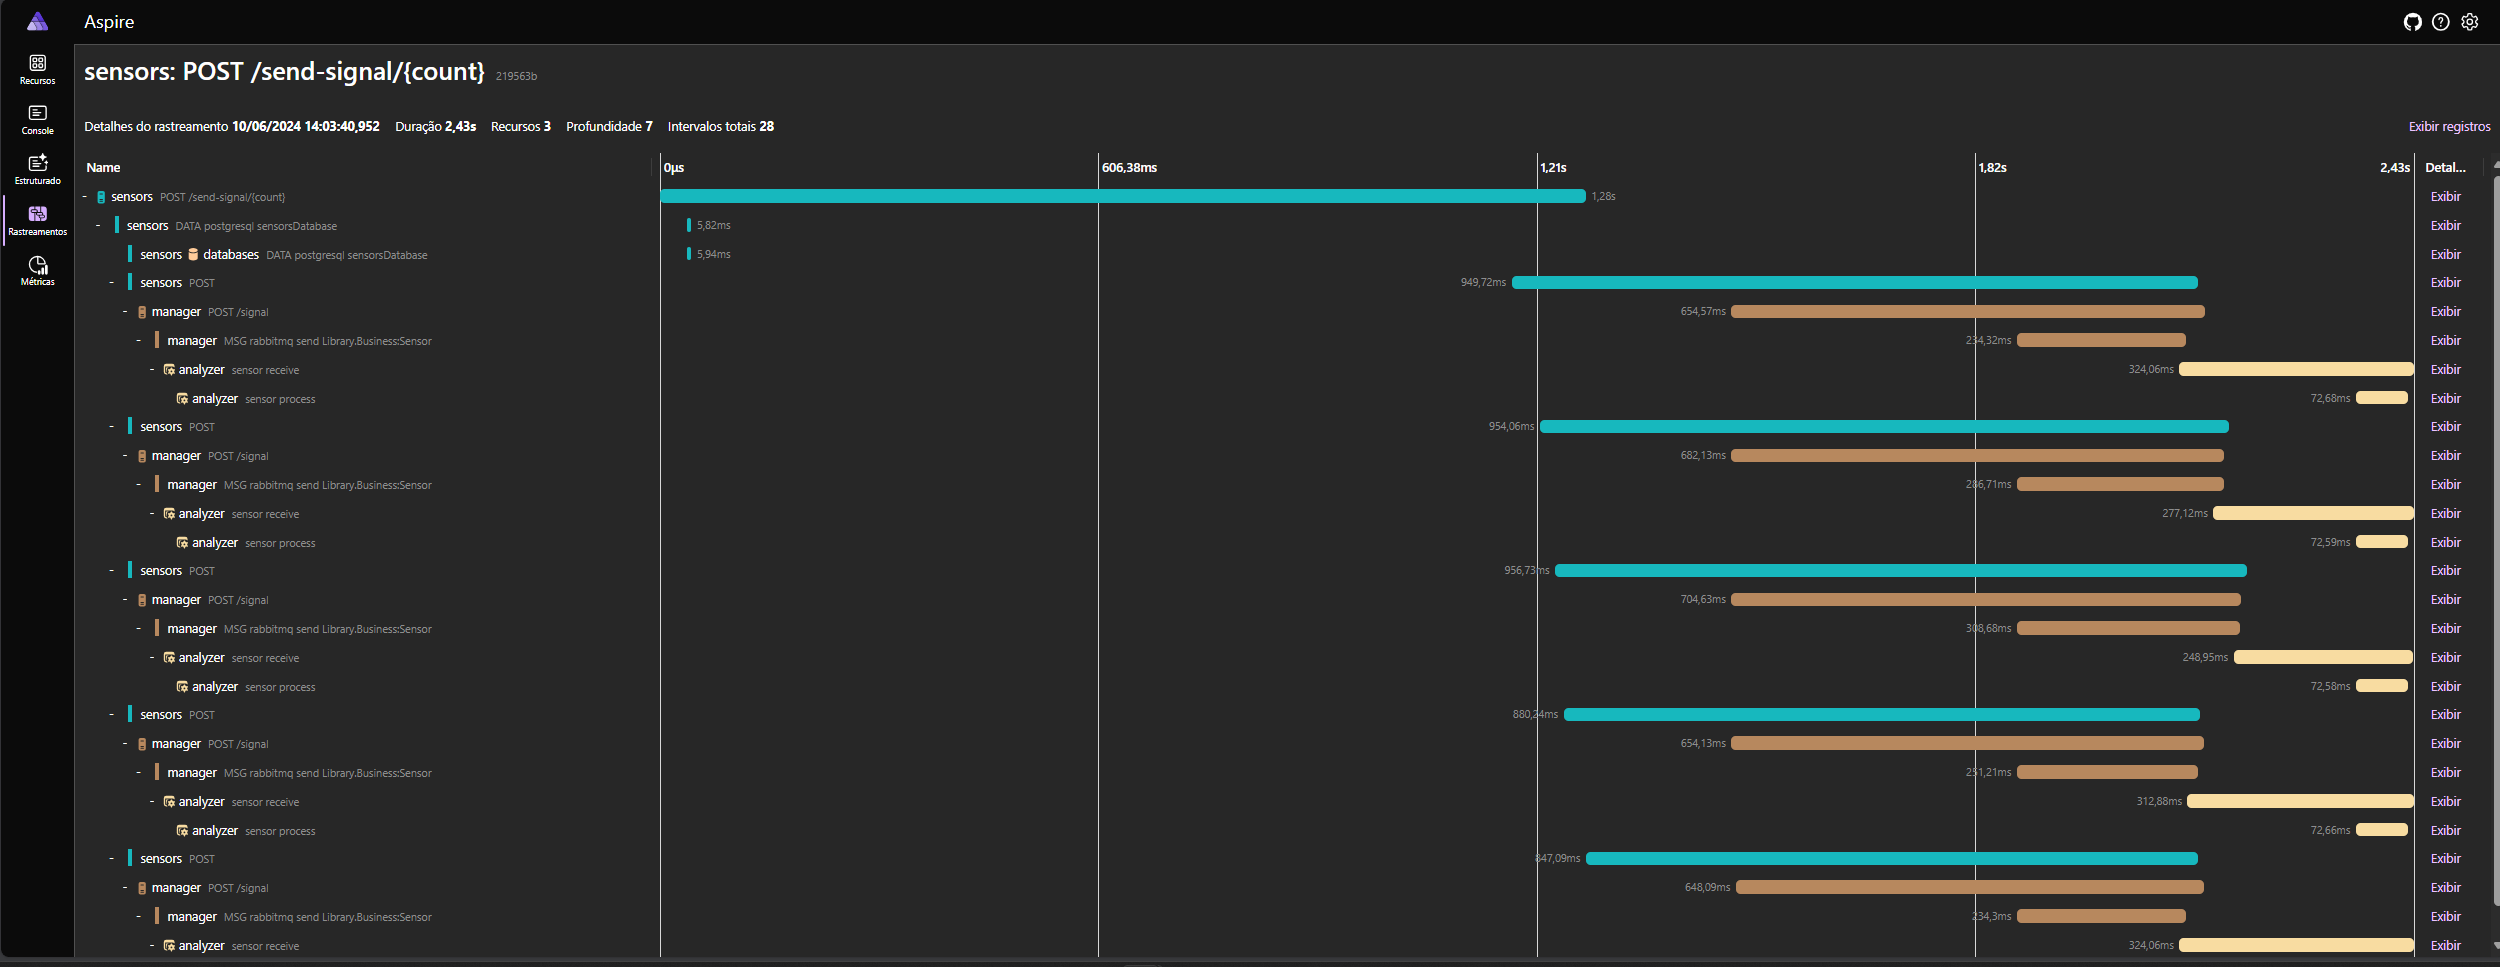 Aspire
Recursos
Console
Estruturado
Rastreamentos
Métricas
sensors: POST /send-signal/{count} 219563b
Detalhes do rastreamento 10/06/2024 14:03:40,952 Duração 2,43s Recursos 3 Profundidade 7 Intervalos totais 28 Exibir registros
Name 0μs 606,38ms 1,21s 1,82s 2,43s Detal...
- sensors POST /send-signal/{count} 1,28s Exibir
- sensors DATA postgresql sensorsDatabase 5,82ms Exibir
sensors databases DATA postgresql sensorsDatabase 5,94ms Exibir
- sensors POST 949,72ms Exibir
- manager POST /signal 654,57ms Exibir
- manager MSG rabbitmq send Library.Business:Sensor 234,32ms Exibir
- analyzer sensor receive 324,06ms Exibir
analyzer sensor process 72,68ms Exibir
- sensors POST 954,06ms Exibir
- manager POST /signal 682,13ms Exibir
- manager MSG rabbitmq send Library.Business:Sensor 286,71ms Exibir
- analyzer sensor receive 277,12ms Exibir
analyzer sensor process 72,59ms Exibir
- sensors POST 956,73ms Exibir
- manager POST /signal 704,63ms Exibir
- manager MSG rabbitmq send Library.Business:Sensor 308,68ms Exibir
- analyzer sensor receive 248,95ms Exibir
analyzer sensor process 72,58ms Exibir
- sensors POST 880,24ms Exibir
- manager POST /signal 654,13ms Exibir
- manager MSG rabbitmq send Library.Business:Sensor 251,21ms Exibir
- analyzer sensor receive 312,88ms Exibir
analyzer sensor process 72,66ms Exibir
- sensors POST 847,09ms Exibir
- manager POST /signal 648,09ms Exibir
- manager MSG rabbitmq send Library.Business:Sensor 234,3ms Exibir
- analyzer sensor receive 324,06ms Exibir